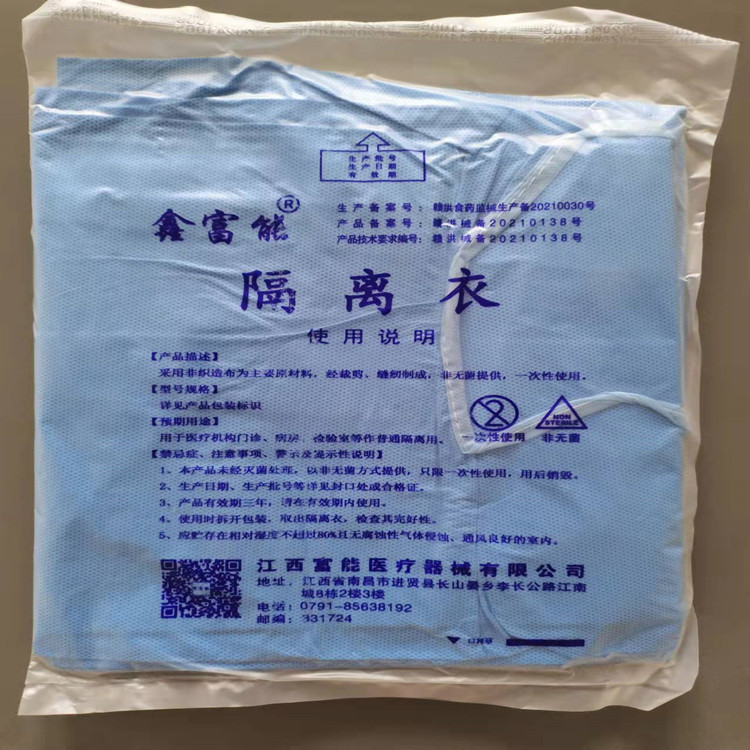 生产批号
生产日期
有效期
鑫富能®
生产备案号：赣洪食药监械生产备20210030号
产品备案号：赣洪械备20210138号
产品技术要求编号：赣洪械备20210138号
隔离衣
使用说明
【产品描述】
采用非织造布为主要原材料，经裁剪、缝纫制成，非无菌提供，一次性使用。
【型号规格】
详见产品包装标识
【预期用途】
用于医疗机构门诊、病房、检验室等作普通隔离用。
2
一次性使用
NON
STERILE
非无菌
【禁忌症、注意事项、警示及提示性说明】
1、本产品未经灭菌处理，以非无菌方式提供，只限一次性使用，用后销毁。
2、生产日期、生产批号等详见封口处或合格证。
3、产品有效期三年，请在有效期内使用。
4、使用时拆开包装，取出隔离衣，检查其完好性。
5、应贮存在相对湿度不超过80%且无腐蚀性气体侵蚀、通风良好的室内。
江西富能医疗器械有限公司
地址：江西省南昌市进贤县长山晏乡李长公路江南
城8栋2楼3楼
电话：0791-85638192
邮编：331724